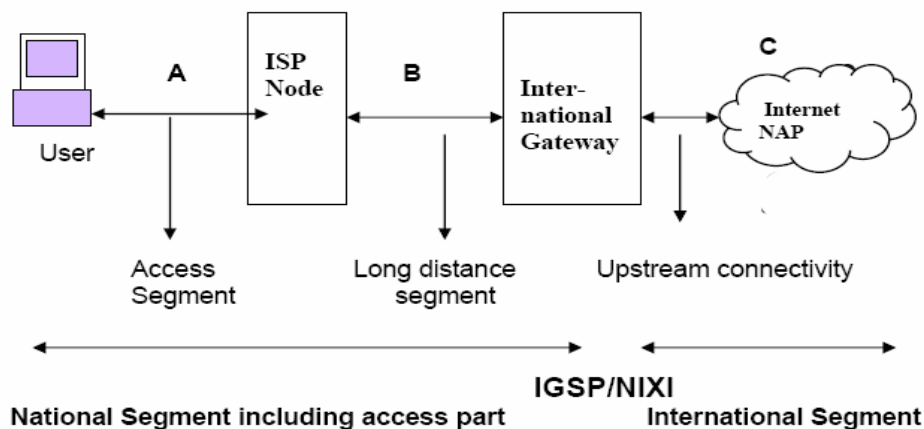 C
A
ISP
Node
B
Inter-
national
Gateway
Internet
NAP
User
Access
Segment
Long distance
segment
Upstream connectivity
IGSP/NIXI
National Segment including access part
International Segment